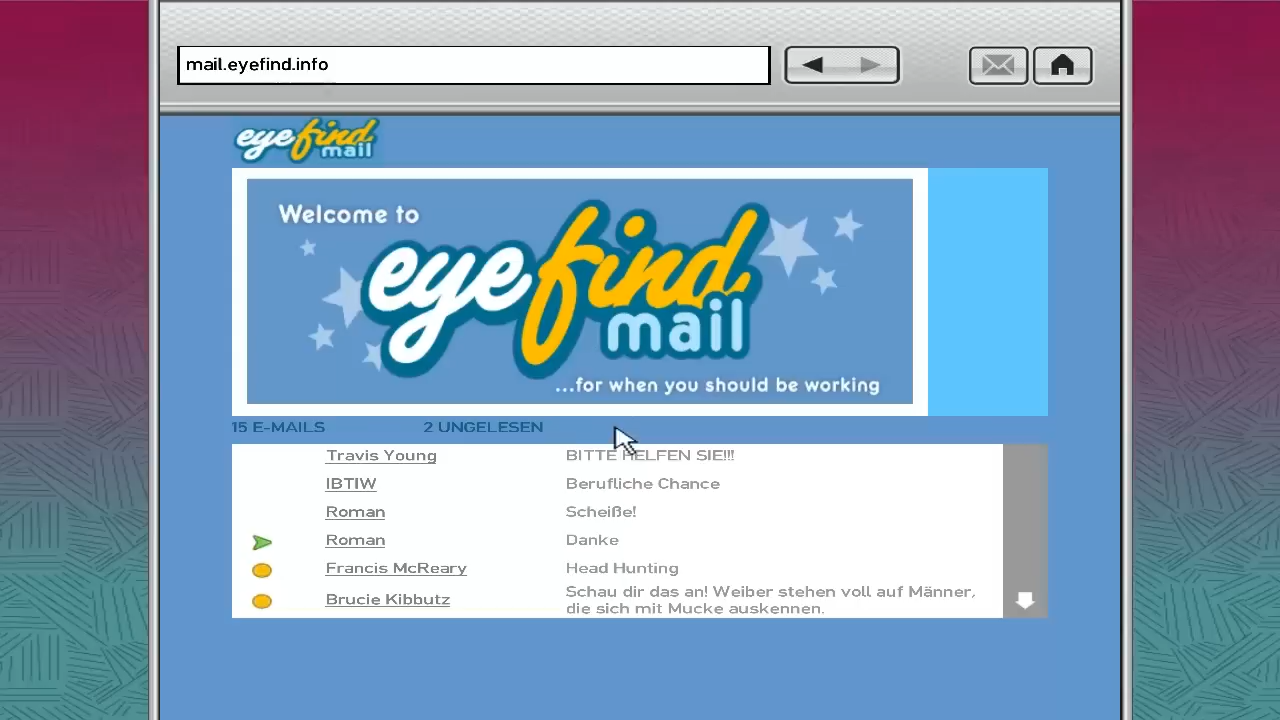 mail.eyefind.info
eyefind
mail
Welcome to
eyefind
mail
...for when you should be working
15 E-MAILS 2 UNGELESEN
Travis Young BITTE HELFEN SIE!!!
IBTIW Berufliche Chance
Roman Scheiße!
Roman Danke
Francis McReary Head Hunting
Brucie Kibbutz Schau dir das an! Weiber stehen voll auf Männer,
die sich mit Mucke auskennen.